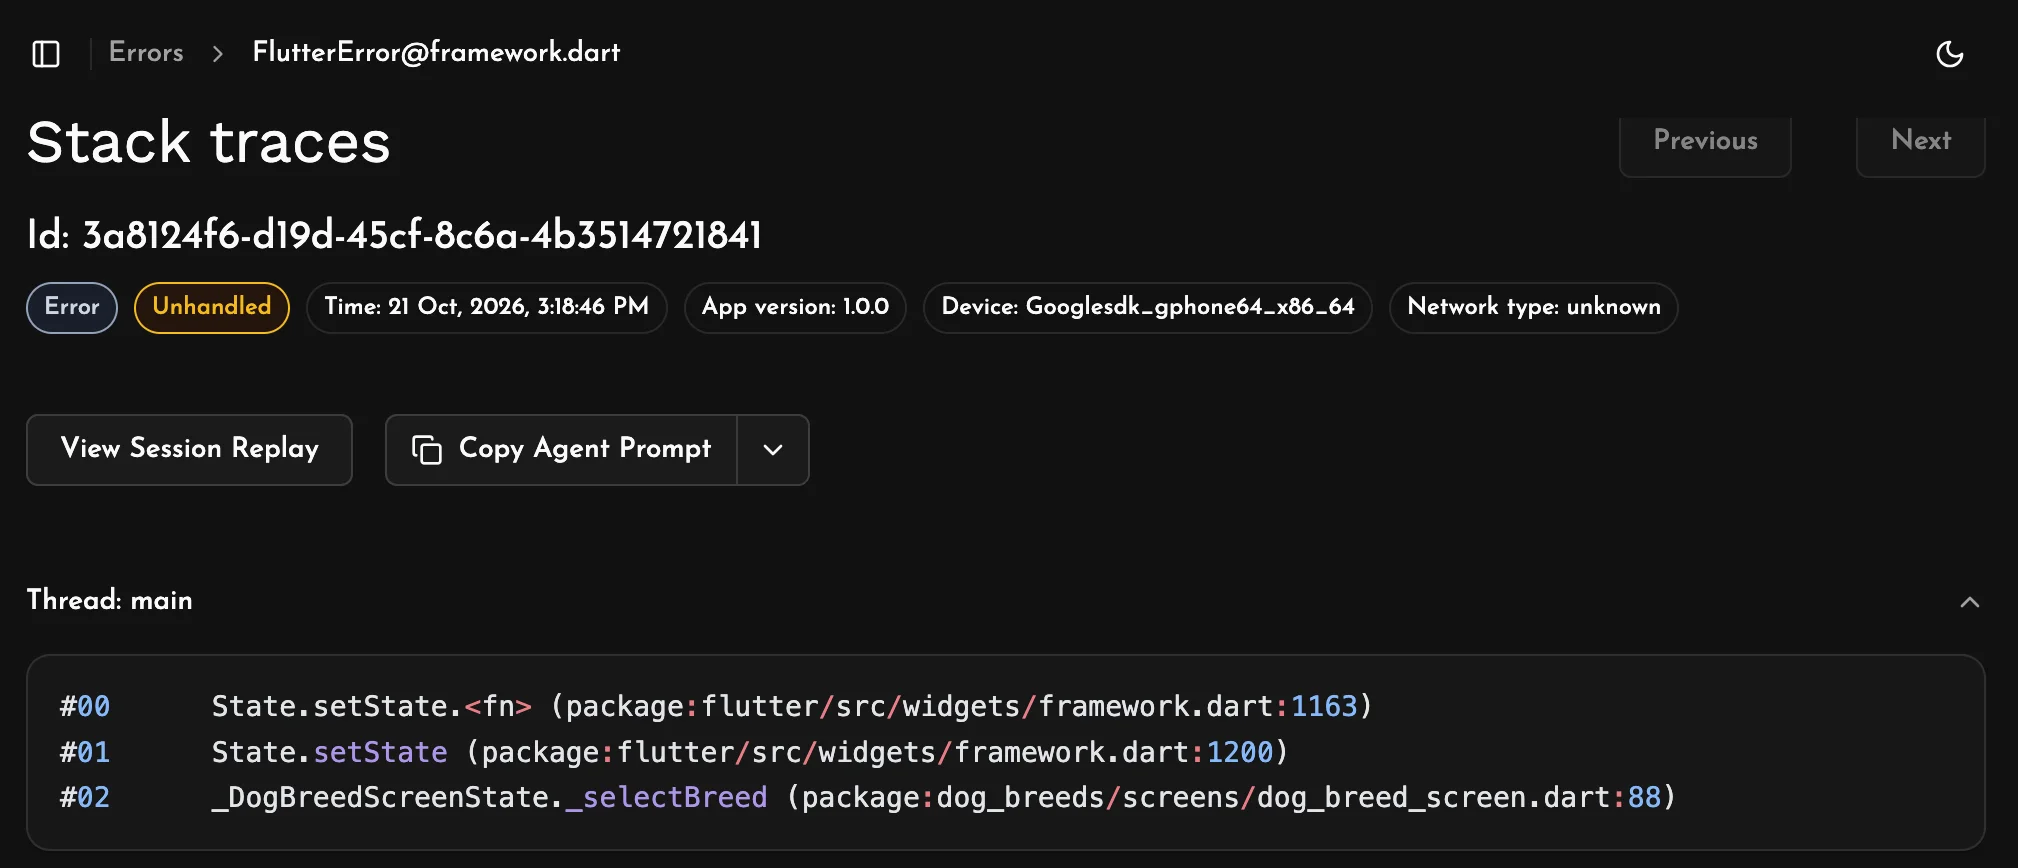 Errors > FlutterError@framework.dart
Stack traces
Previous
Next
Id: 3a8124f6-d19d-45cf-8c6a-4b3514721841
Error
Unhandled
Time: 21 Oct, 2026, 3:18:46 PM
App version: 1.0.0
Device: Googlesdk_gphone64_x86_64
Network type: unknown
View Session Replay
Copy Agent Prompt
Thread: main
#00 State.setState.<fn> (package:flutter/src/widgets/framework.dart:1163)
#01 State.setState (package:flutter/src/widgets/framework.dart:1200)
#02 _DogBreedScreenState._selectBreed (package:dog_breeds/screens/dog_breed_screen.dart:88)